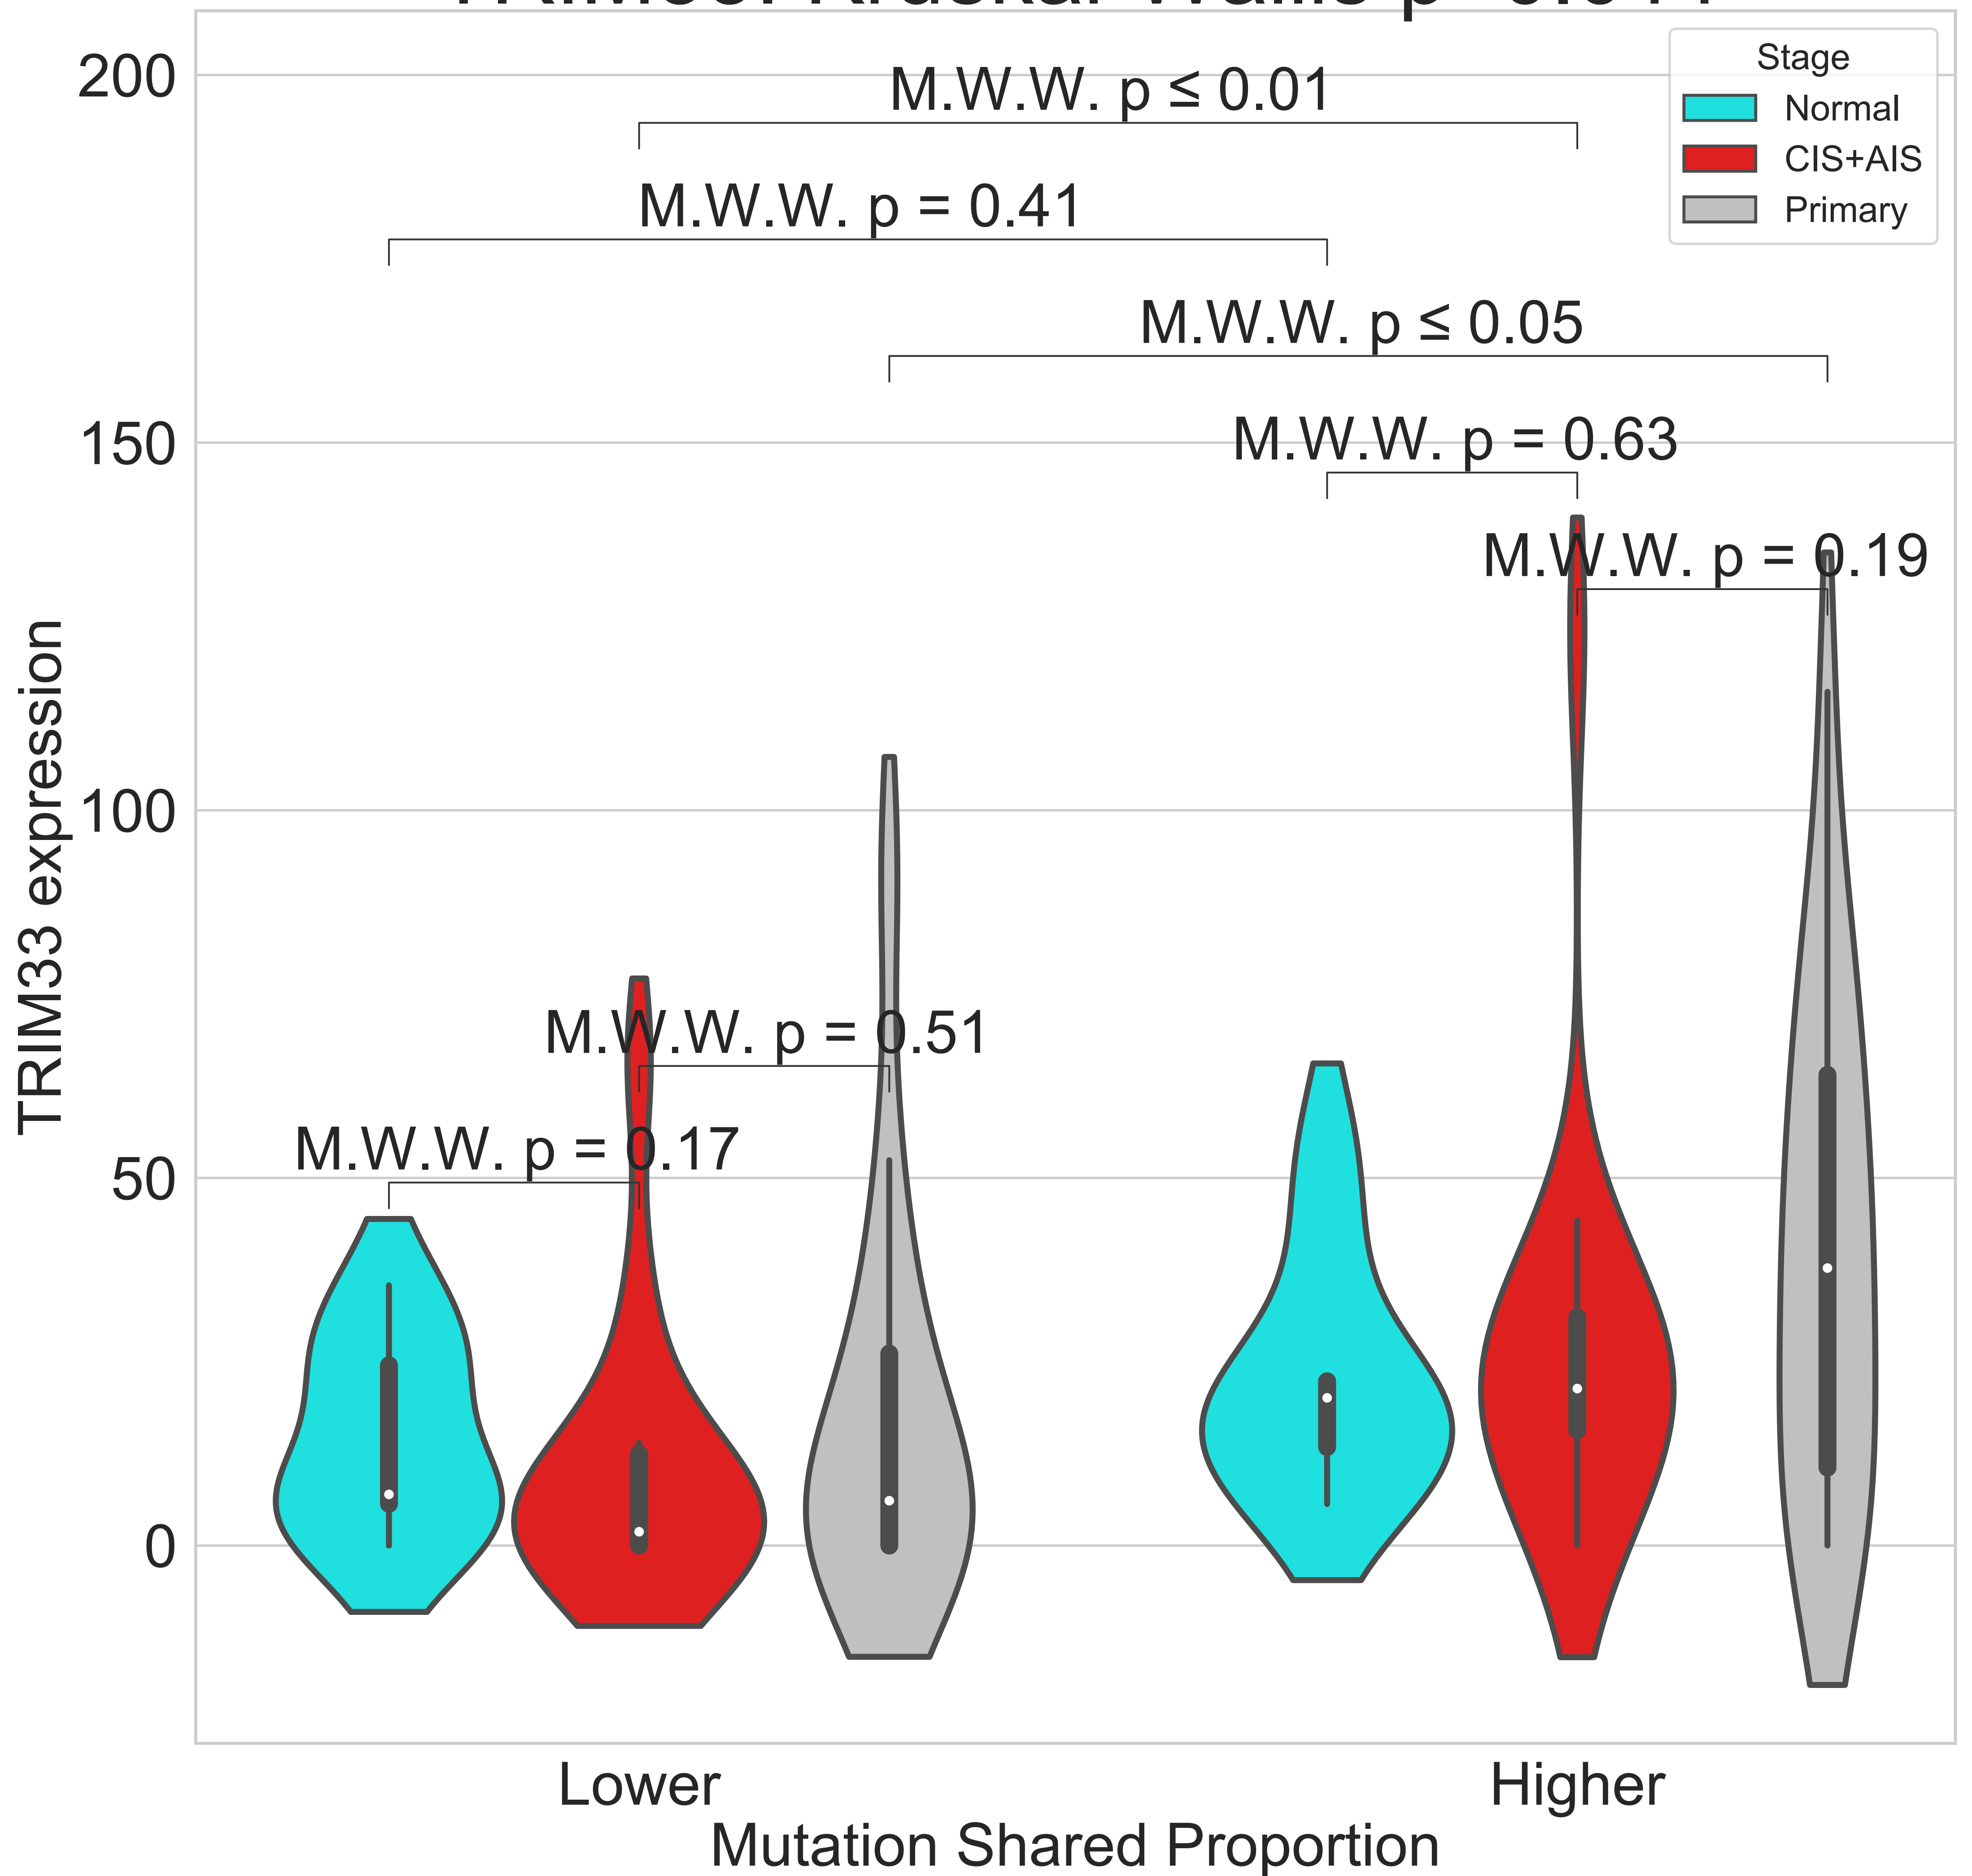 200
150
100
50
0
TRIM33 expression
Stage
Normal
CIS+AIS
Primary
M.W.W. p ≤ 0.01
M.W.W. p = 0.41
M.W.W. p ≤ 0.05
M.W.W. p = 0.63
M.W.W. p = 0.19
M.W.W. p = 0.51
M.W.W. p = 0.17
Lower
Higher
Mutation Shared Proportion